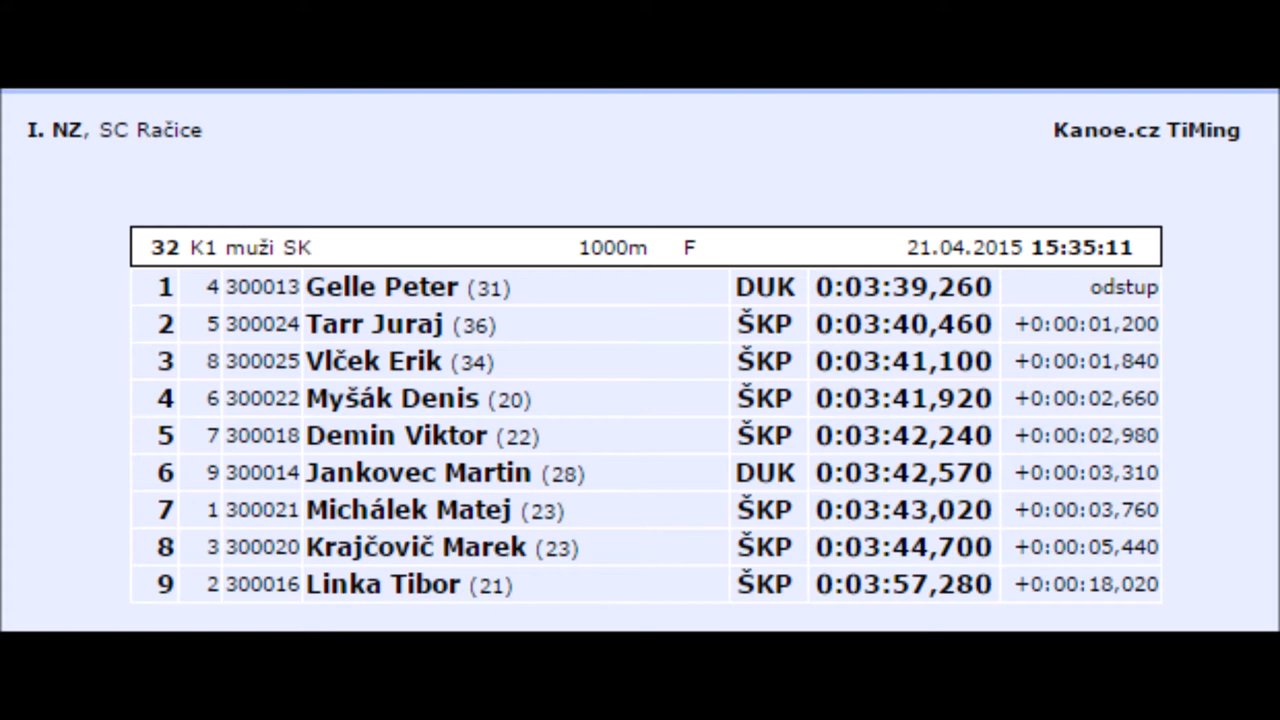 I. NZ, SC Račice
Kanoe.cz TiMing
32 K1 muži SK 1000m F 21.04.2015 15:35:11
1 4 300013 Gelle Peter (31) DUK 0:03:39,260 odstup
2 5 300024 Tarr Juraj (36) ŠKP 0:03:40,460 +0:00:01,200
3 8 300025 Vlček Erik (34) ŠKP 0:03:41,100 +0:00:01,840
4 6 300022 Myšák Denis (20) ŠKP 0:03:41,920 +0:00:02,660
5 7 300018 Demin Viktor (22) ŠKP 0:03:42,240 +0:00:02,980
6 9 300014 Jankovec Martin (28) DUK 0:03:42,570 +0:00:03,310
7 1 300021 Michálek Matej (23) ŠKP 0:03:43,020 +0:00:03,760
8 3 300020 Krajčovič Marek (23) ŠKP 0:03:44,700 +0:00:05,440
9 2 300016 Linka Tibor (21) ŠKP 0:03:57,280 +0:00:18,020